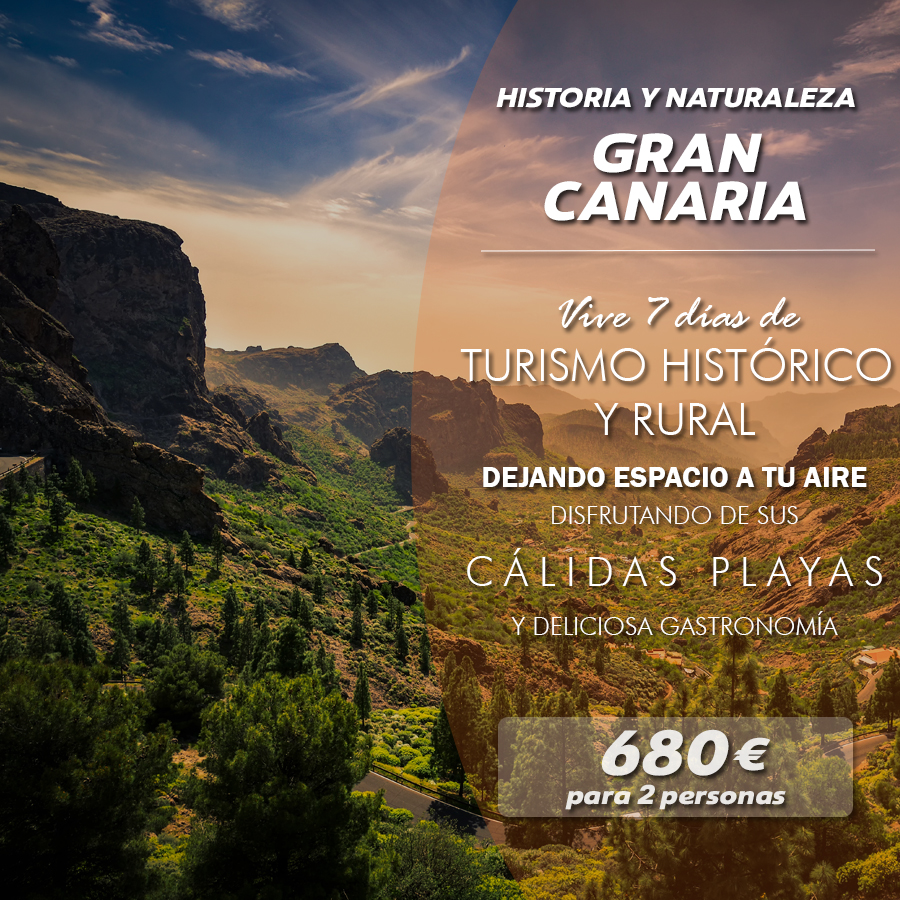 HISTORIA Y NATURALEZA
GRAN
CANARIA
Vive 7 días de
TURISMO HISTÓRICO
Y RURAL
DEJANDO ESPACIO A TU AIRE
DISFRUTANDO DE SUS
CÁLIDAS PLAYAS
Y DELICIOSA GASTRONOMÍA
680€
para 2 personas